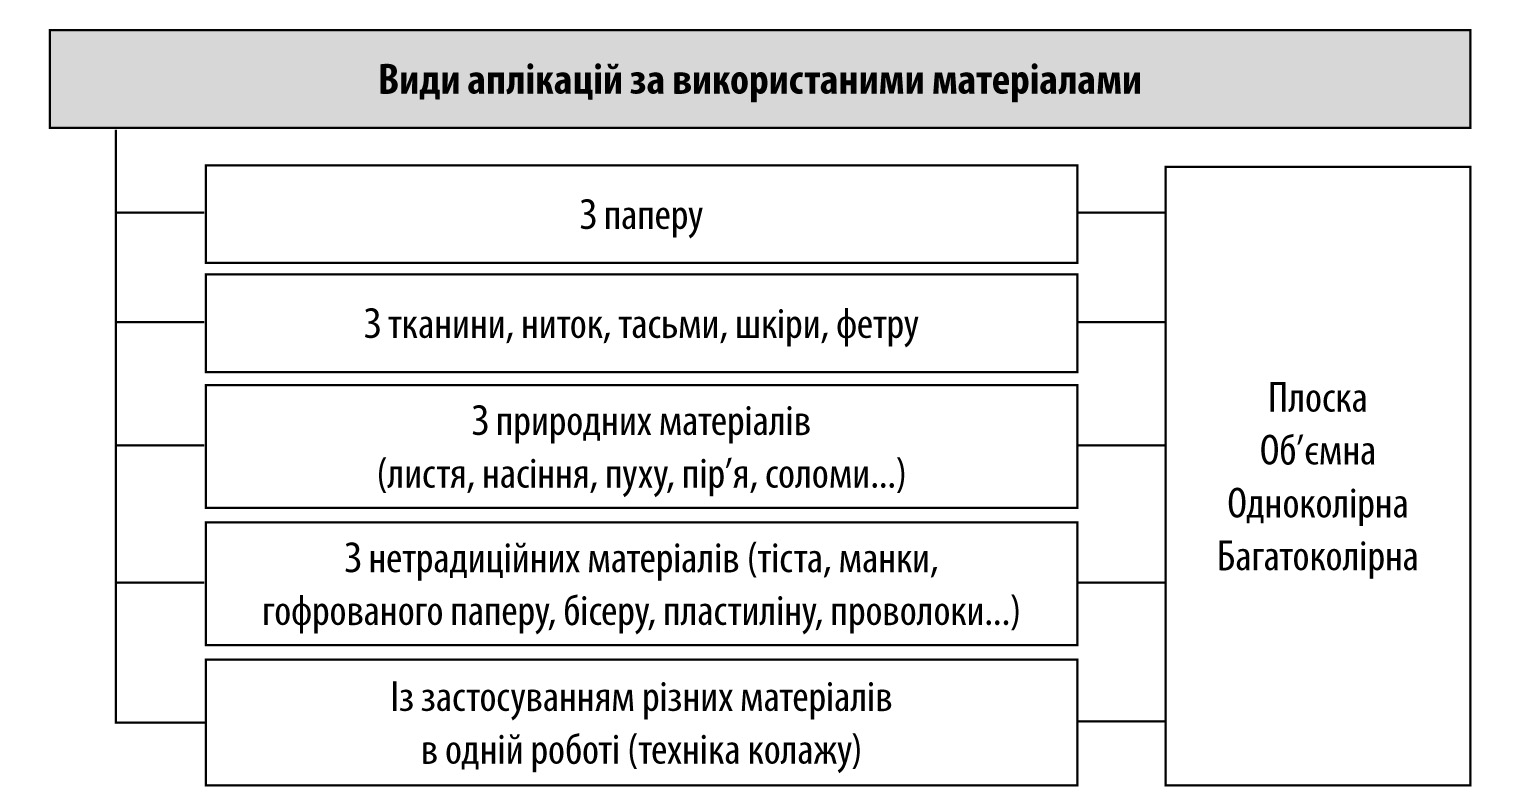 Види аплікацій за використаними матеріалами
З паперу
З тканини, ниток, тасьми, шкіри, фетру
З природних матеріалів
(листя, насіння, пуху, пір’я, соломи...)
З нетрадиційних матеріалів (тіста, манки,
гофрованого паперу, бісеру, пластиліну, проволоки...)
Із застосуванням різних матеріалів
в одній роботі (техніка колажу)
Плоска
Об’ємна
Одноколірна
Багатоколірна